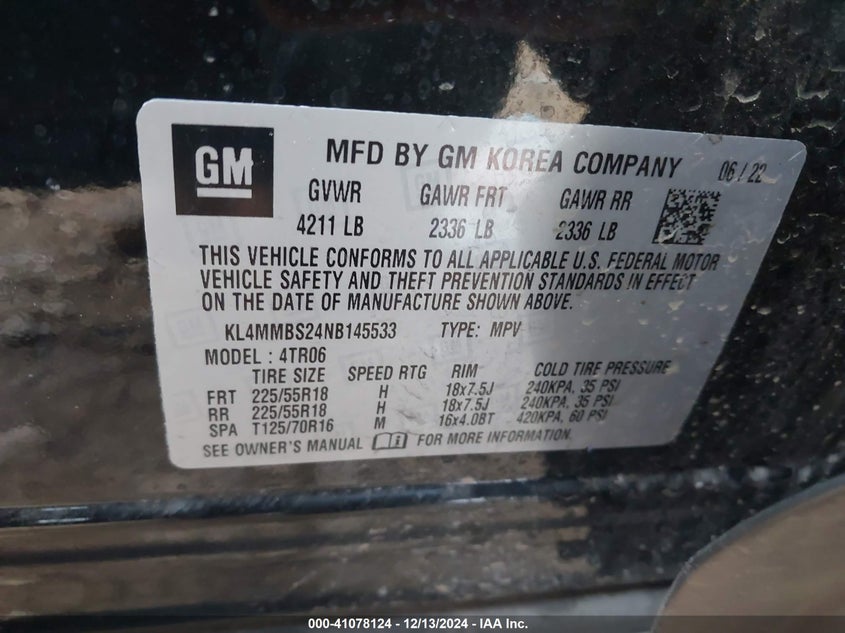 GM
MFD BY GM KOREA COMPANY 06 / 22
GVWR GAWR FRT GAWR RR
4211 LB 2336 LB 2336 LB
THIS VEHICLE CONFORMS TO ALL APPLICABLE U.S. FEDERAL MOTOR
VEHICLE SAFETY AND THEFT PREVENTION STANDARDS IN EFFECT
ON THE DATE OF MANUFACTURE SHOWN ABOVE.
KL4MMBS24NB145533 TYPE: MPV
MODEL : 4TR06
TIRE SIZE SPEED RTG RIM COLD TIRE PRESSURE
FRT 225/55R18 H 18x7.5J 240KPA, 35 PSI
RR 225/55R18 H 18x7.5J 240KPA, 35 PSI
SPA T125/70R16 M 16x4.0BT 420KPA, 60 PSI
SEE OWNER'S MANUAL FOR MORE INFORMATION.
000-41078124 - 12/13/2024 - IAA Inc.